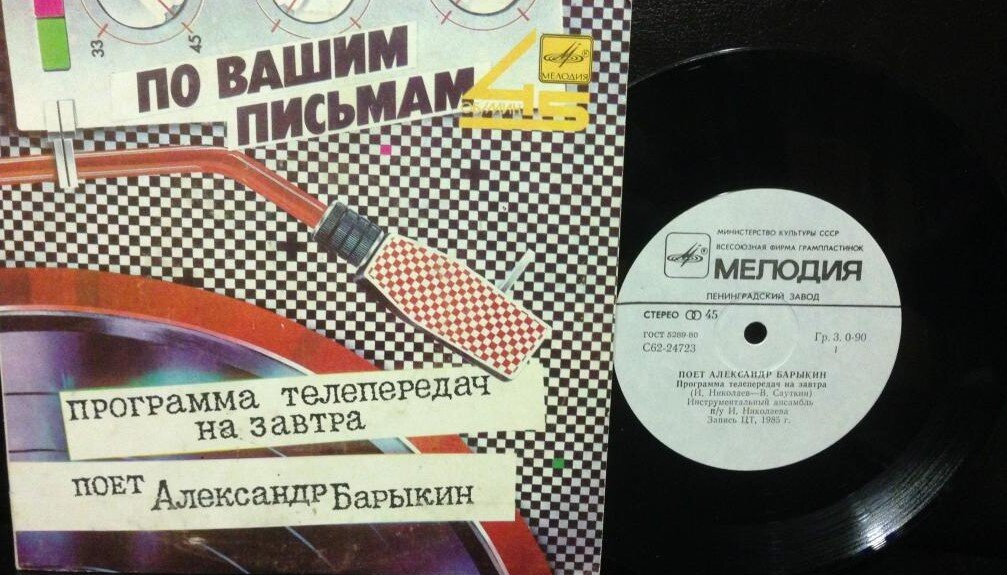 33
45
ПО ВАШИМ
ПИСЬМАМ
МЕЛОДИЯ
45
ПРОГРАММА ТЕЛЕПЕРЕДАЧ
НА ЗАВТРА
ПОЕТ АЛЕКСАНДР БАРЫКИН
МИНИСТЕРСТВО КУЛЬТУРЫ СССР
ВСЕСОЮЗНАЯ ФИРМА ГРАМПЛАСТИНОК
МЕЛОДИЯ
ЛЕНИНГРАДСКИЙ ЗАВОД
СТЕРЕО 45
ГОСТ 5289-80
Гр. 3. 0-90
С62-24723
1
ПОЕТ АЛЕКСАНДР БАРЫКИН
Программа телепередач на завтра
(И. Николаев—В. Сауткин)
Инструментальный ансамбль
п/у И. Николаева
Запись ЦТ, 1985 г.